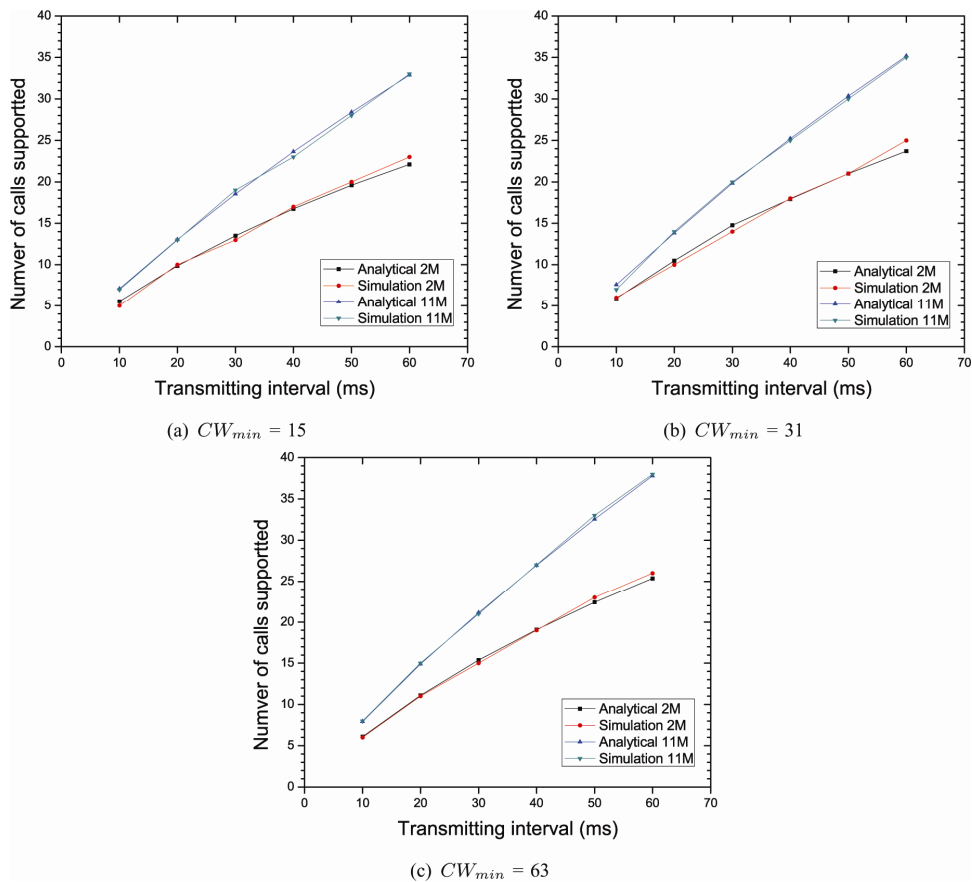 40
35
30
25
20
15
10
5
0
Numver of calls supportted
0 10 20 30 40 50 60 70
Transmitting interval (ms)
Analytical 2M
Simulation 2M
Analytical 11M
Simulation 11M
(a) CWmin = 15
40
35
30
25
20
15
10
5
0
Numver of calls supportted
0 10 20 30 40 50 60 70
Transmitting interval (ms)
Analytical 2M
Simulation 2M
Analytical 11M
Simulation 11M
(b) CWmin = 31
40
35
30
25
20
15
10
5
0
Numver of calls supportted
0 10 20 30 40 50 60 70
Transmitting interval (ms)
Analytical 2M
Simulation 2M
Analytical 11M
Simulation 11M
(c) CWmin = 63